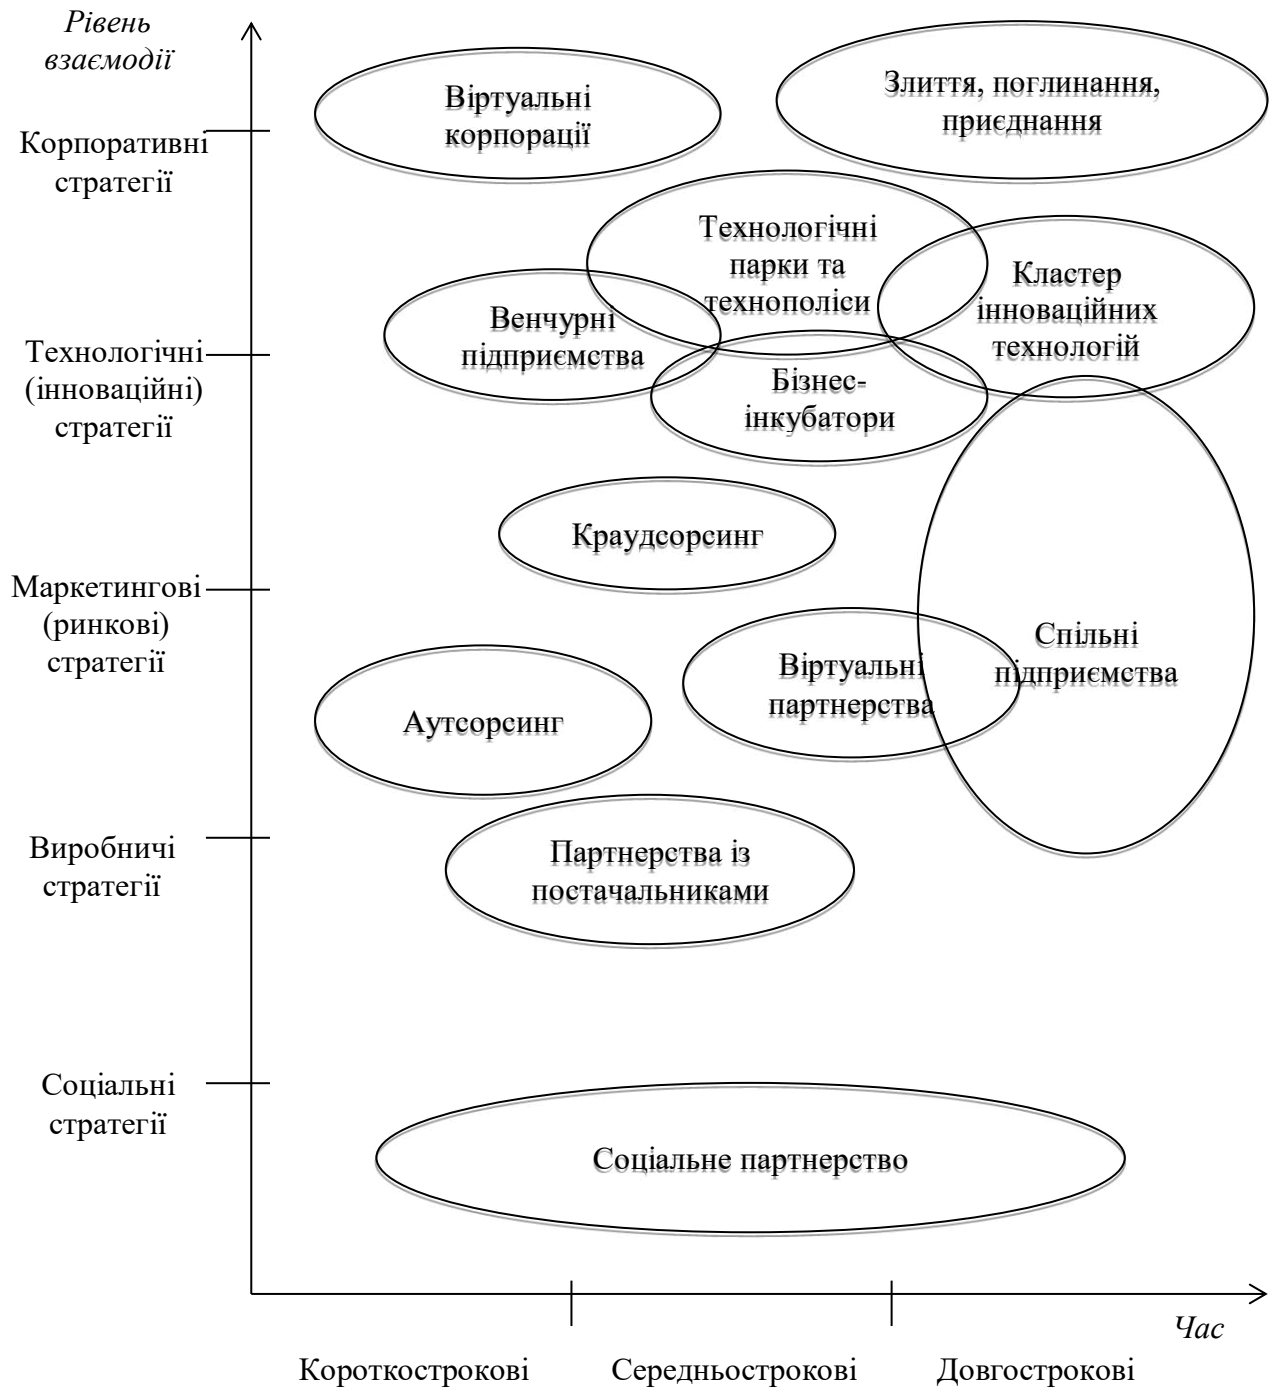 Рівень
взаємодії
Віртуальні
корпорації
Злиття, поглинання,
приєднання
Корпоративні
стратегії
Технологічні
парки та
технополіси
Кластер
інноваційних
технологій
Венчурні
підприємства
Технологічні
(інноваційні)
стратегії
Бізнес-
інкубатори
Краудсорсинг
Маркетингові
(ринкові)
стратегії
Спільні
підприємства
Віртуальні
партнерства
Аутсорсинг
Виробничі
стратегії
Партнерства із
постачальниками
Соціальні
стратегії
Соціальне партнерство
Час
Короткострокові
Середньострокові
Довгострокові